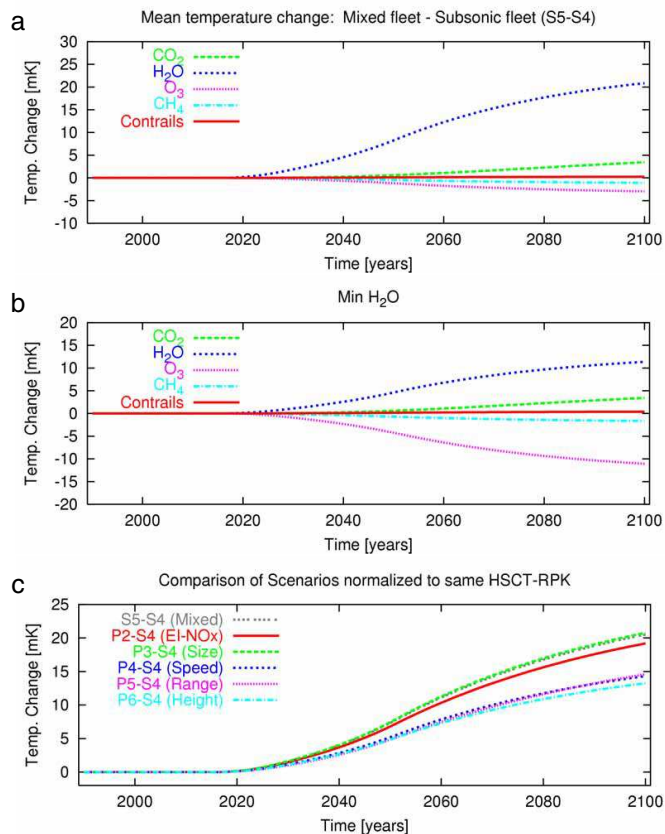 a
Mean temperature change: Mixed fleet - Subsonic fleet (S5-S4)
Temp. Change [mK]
30
25
20
15
10
5
0
-5
-10
CO2
H2O
O3
CH4
Contrails
2000 2020 2040 2060 2080 2100
Time [years]
b
Min H2O
Temp. Change [mK]
20
15
10
5
0
-5
-10
-15
-20
CO2
H2O
O3
CH4
Contrails
2000 2020 2040 2060 2080 2100
Time [years]
c
Comparison of Scenarios normalized to same HSCT-RPK
Temp. Change [mK]
25
20
15
10
5
0
S5-S4 (Mixed)
P2-S4 (EI-NOx)
P3-S4 (Size)
P4-S4 (Speed)
P5-S4 (Range)
P6-S4 (Height)
2000 2020 2040 2060 2080 2100
Time [years]